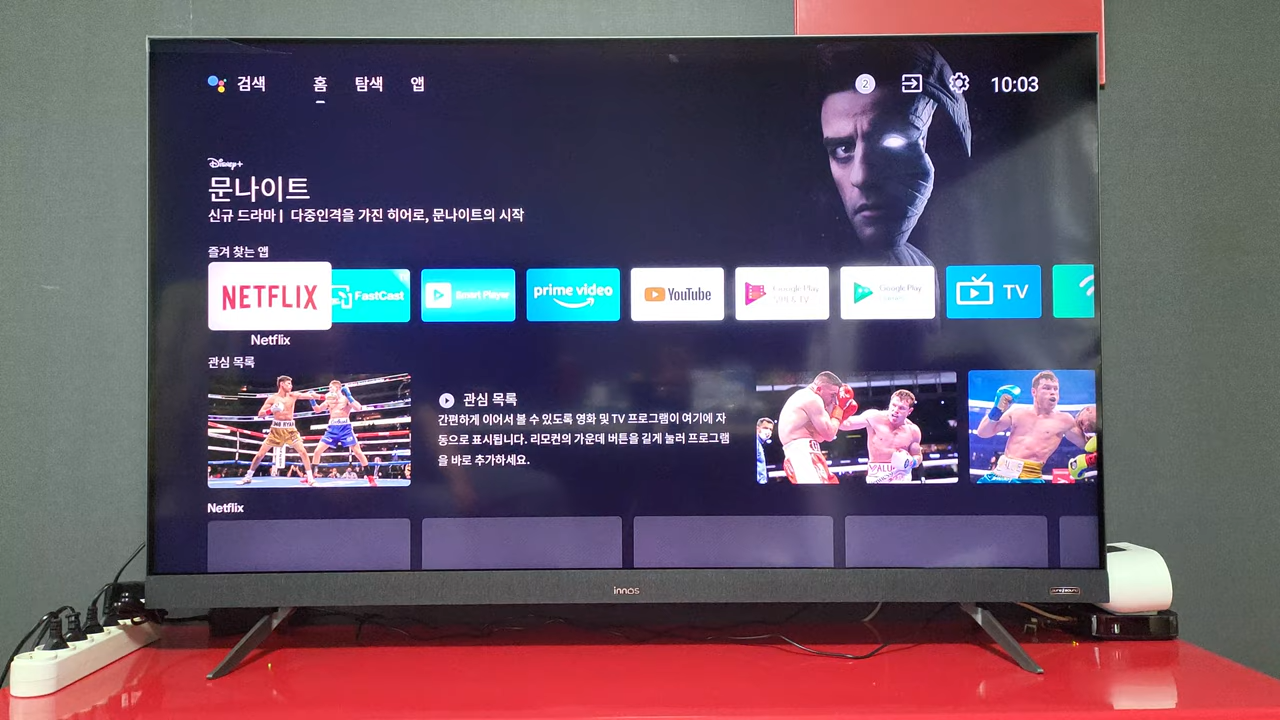 검색 홈 탐색 앱 2 10:03
Disney+
문나이트
신규 드라마 | 다중인격을 가진 히어로, 문나이트의 시작
즐겨 찾는 앱
NETFLIX FastCast Smart Player prime video YouTube Google Play Google Play TV
Netflix
관심 목록
관심 목록
간편하게 이어서 볼 수 있도록 영화 및 TV 프로그램이 여기에 자
동으로 표시됩니다. 리모컨의 가운데 버튼을 길게 눌러 프로그램
을 바로 추가하세요.
Netflix
innos